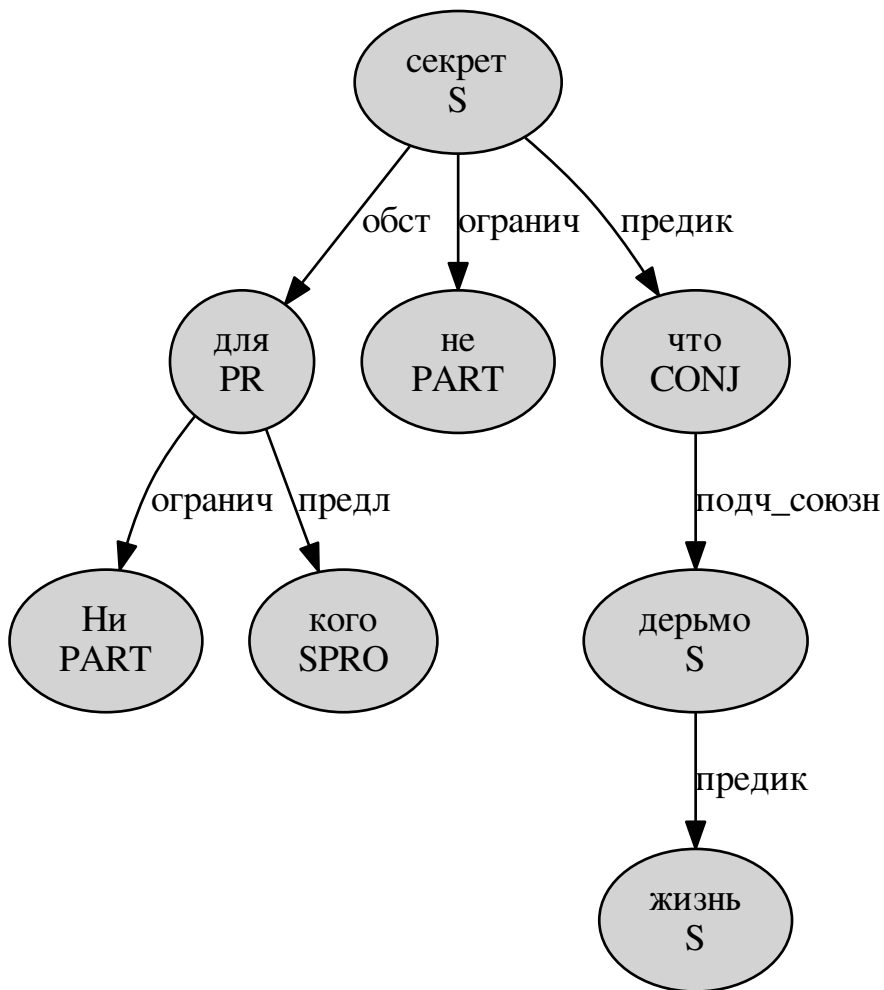 секрет
S
обст
огранич
предик
для
PR
не
PART
что
CONJ
огранич
предл
подч_союзн
Ни
PART
кого
SPRO
дерьмо
S
предик
жизнь
S